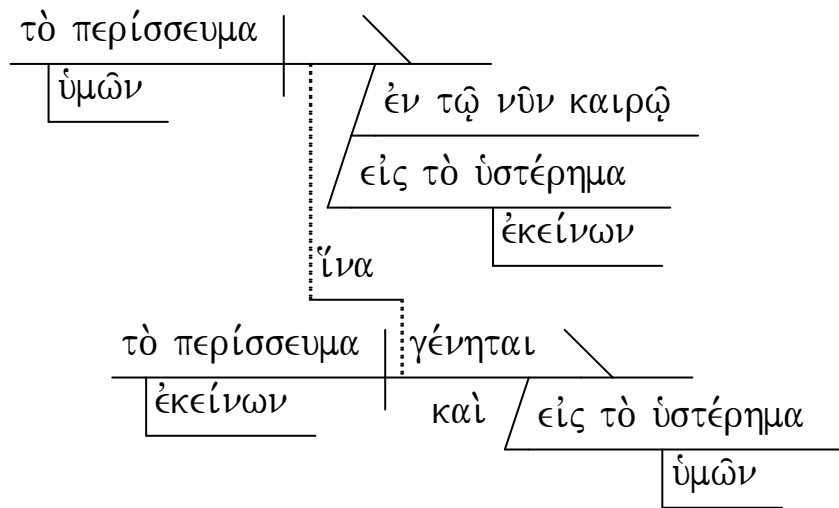 τὸ περίσσευμα
ὑμῶν
ἐν τῷ νῦν καιρῷ
εἰς τὸ ὑστέρημα
ἐκείνων
ἵνα
τὸ περίσσευμα γένηται
ἐκείνων
καὶ εἰς τὸ ὑστέρημα
ὑμῶν